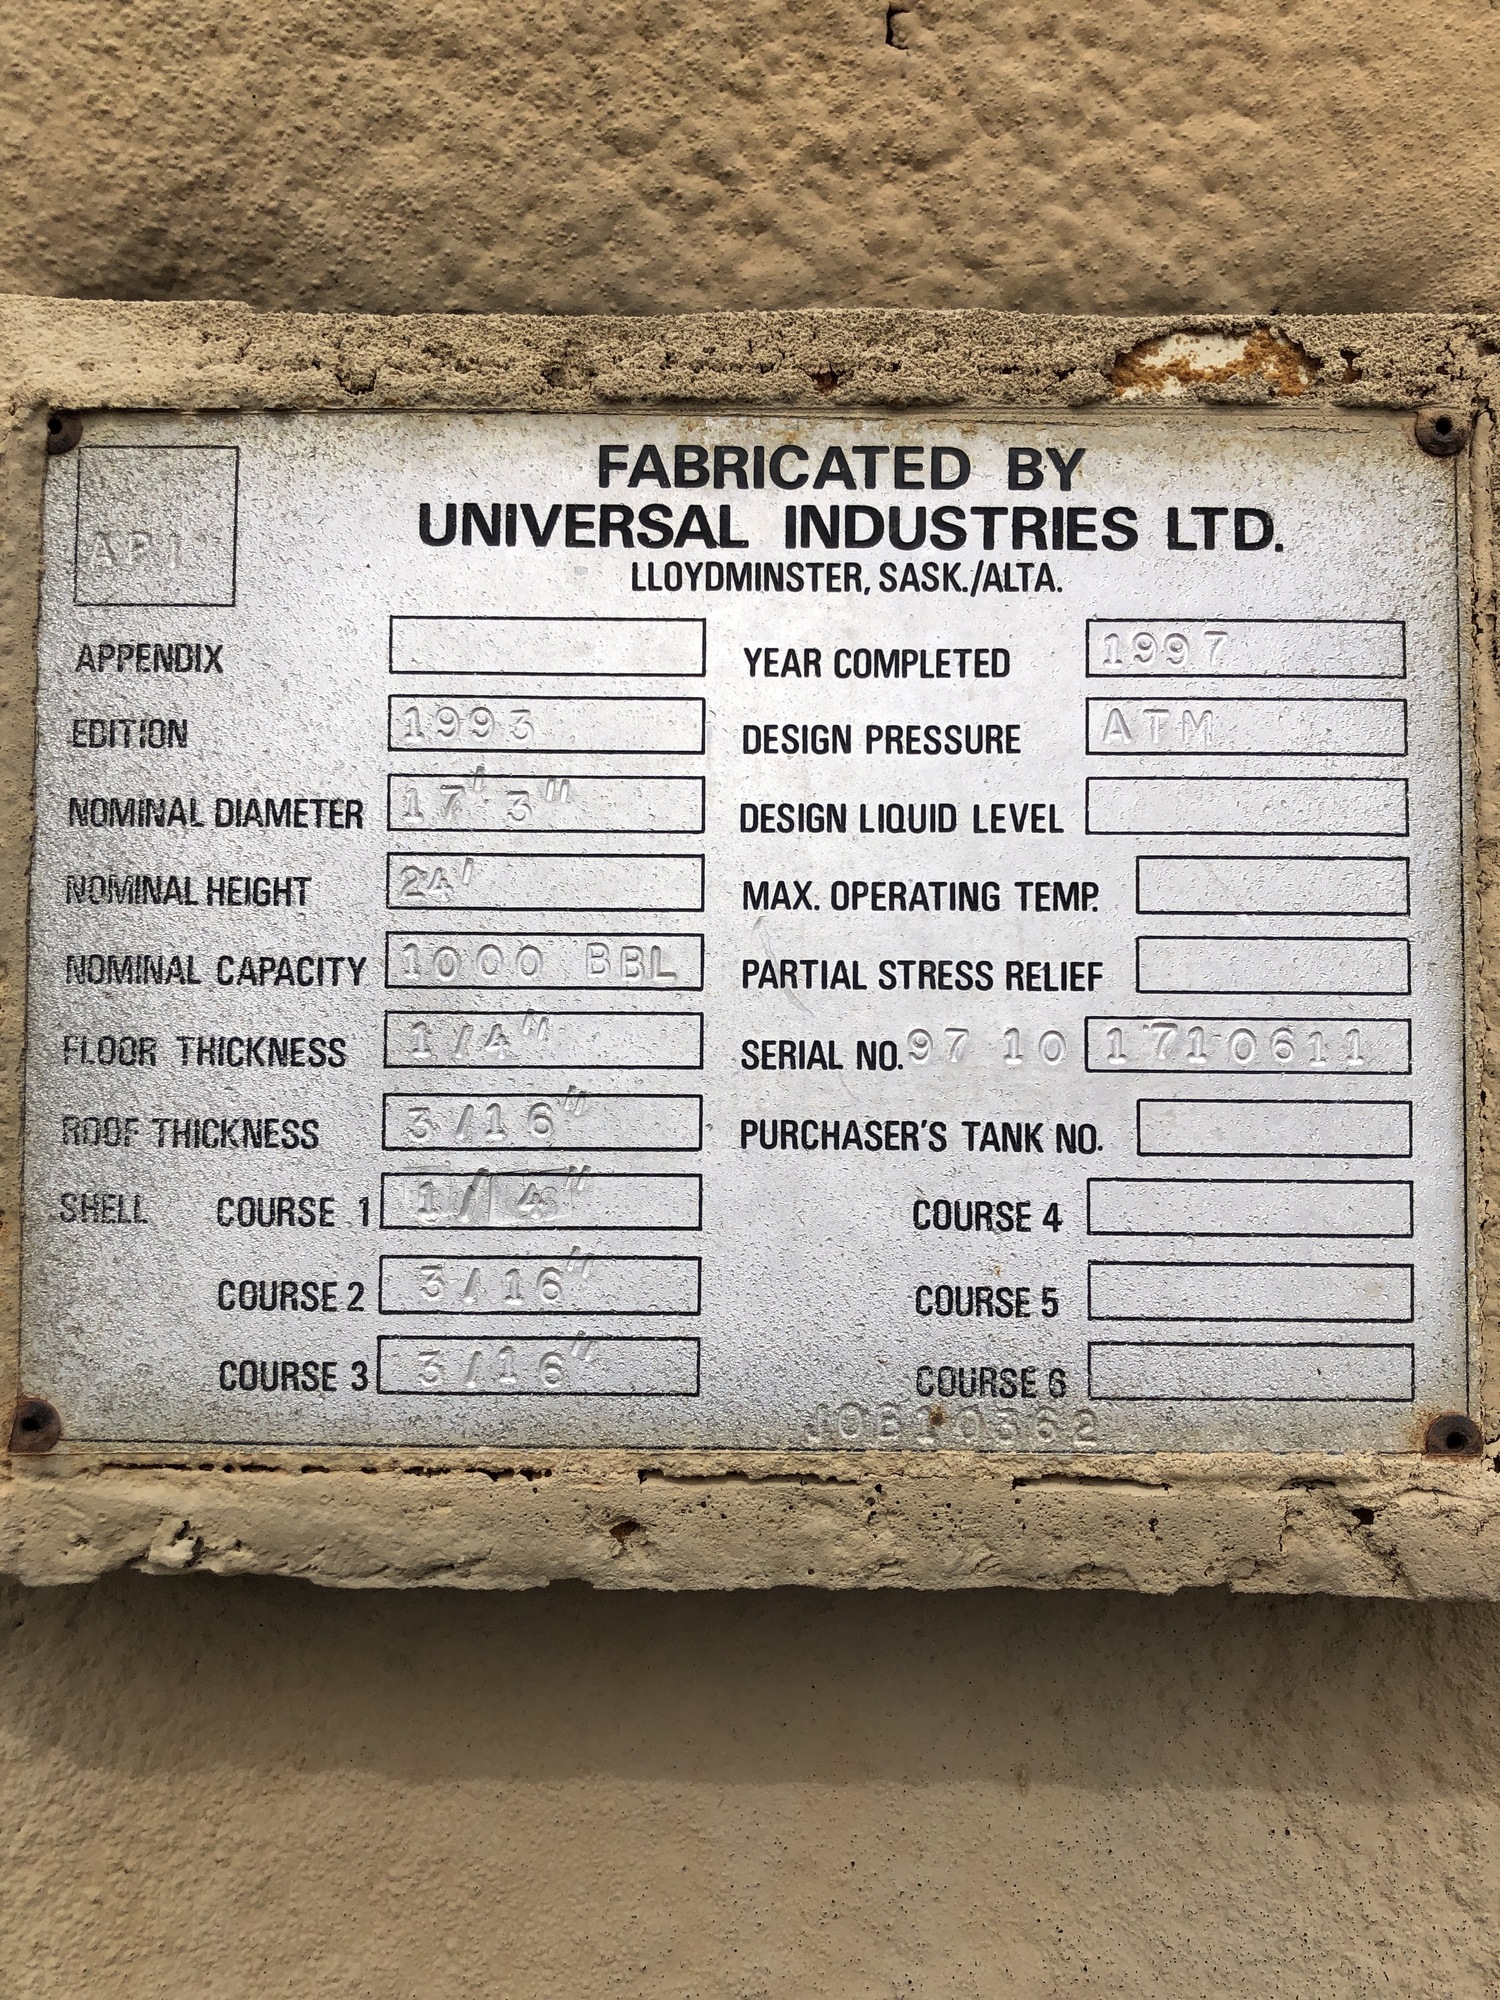 FABRICATED BY
UNIVERSAL INDUSTRIES LTD.
LLOYDMINSTER, SASK./ALTA.
API
APPENDIX
EDITION 1993
NOMINAL DIAMETER 17' 3"
NOMINAL HEIGHT 24'
NOMINAL CAPACITY 1000 BBL
FLOOR THICKNESS 1/4"
ROOF THICKNESS 3/16"
SHELL COURSE 1 1/4"
COURSE 2 3/16"
COURSE 3 3/16"
YEAR COMPLETED 1997
DESIGN PRESSURE ATM
DESIGN LIQUID LEVEL
MAX. OPERATING TEMP.
PARTIAL STRESS RELIEF
SERIAL NO. 97 10 1710611
PURCHASER'S TANK NO.
COURSE 4
COURSE 5
COURSE 6
JOB10362